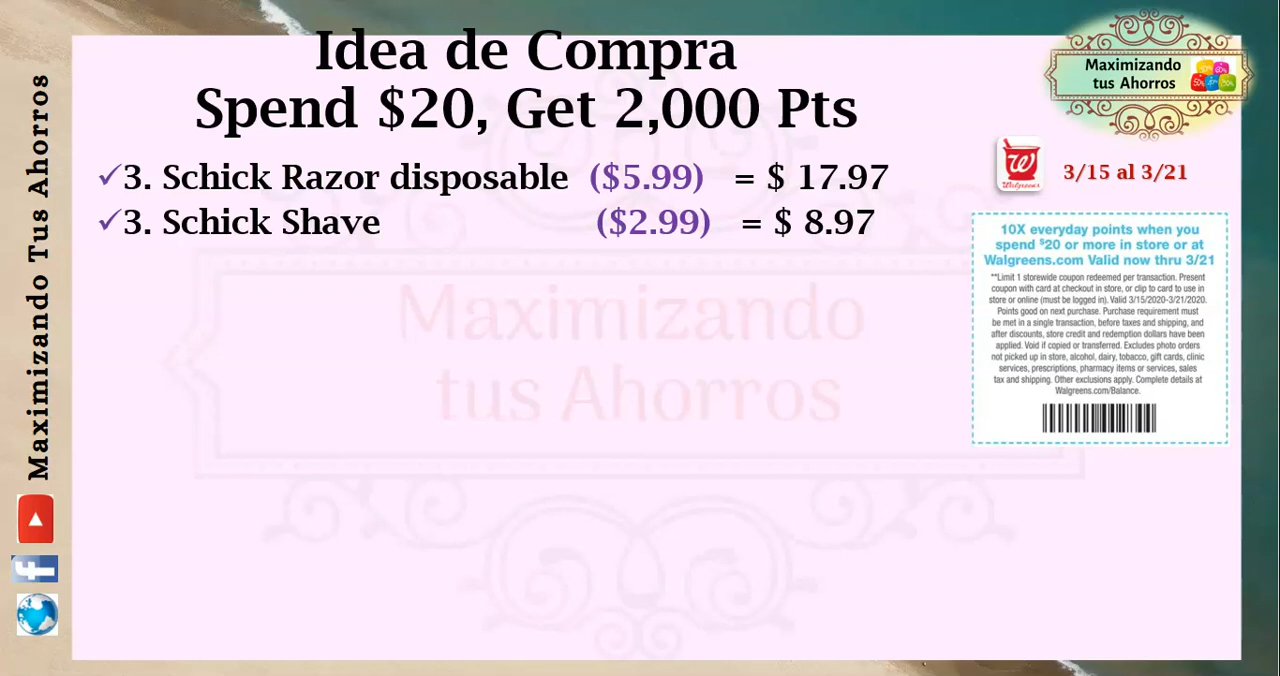 Idea de Compra
Spend $20, Get 2,000 Pts
✓3. Schick Razor disposable ($5.99) = $ 17.97
✓3. Schick Shave ($2.99) = $ 8.97
Maximizando
tus Ahorros
50%
Walgreens
3/15 al 3/21
10X everyday points when you
spend $20 or more in store or at
Walgreens.com Valid now thru 3/21
**Limit 1 storewide coupon redeemed per transaction. Present
coupon with card at checkout in store, or clip to card to use in
store or online (must be logged in). Valid 3/15/2020-3/21/2020.
Points good on next purchase. Purchase requirement must
be met in a single transaction, before taxes and shipping, and
after discounts, store credit and redemption dollars have been
applied. Void if copied or transferred. Excludes photo orders
not picked up in store, alcohol, dairy, tobacco, gift cards, clinic
services, prescriptions, pharmacy items or services, sales
tax and shipping. Other exclusions apply. Complete details at
Walgreens.com/Balance.
Maximizando
tus Ahorros
Maximizando Tus Ahorros